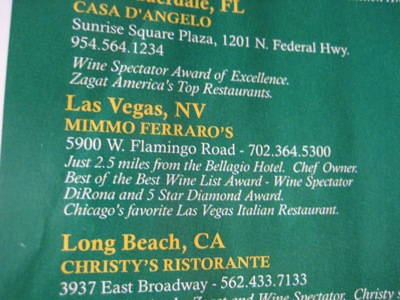 Lauderdale, FL
CASA D'ANGELO
Sunrise Square Plaza, 1201 N. Federal Hwy.
954.564.1234
Wine Spectator Award of Excellence.
Zagat America's Top Restaurants.
Las Vegas, NV
MIMMO FERRARO'S
5900 W. Flamingo Road - 702.364.5300
Just 2.5 miles from the Bellagio Hotel. Chef Owner.
Best of the Best Wine List Award - Wine Spectator
DiRona and 5 Star Diamond Award.
Chicago's favorite Las Vegas Italian Restaurant.
Long Beach, CA
CHRISTY'S RISTORANTE
3937 East Broadway - 562.433.7133
Zagat and Wine Spectator. Christy's